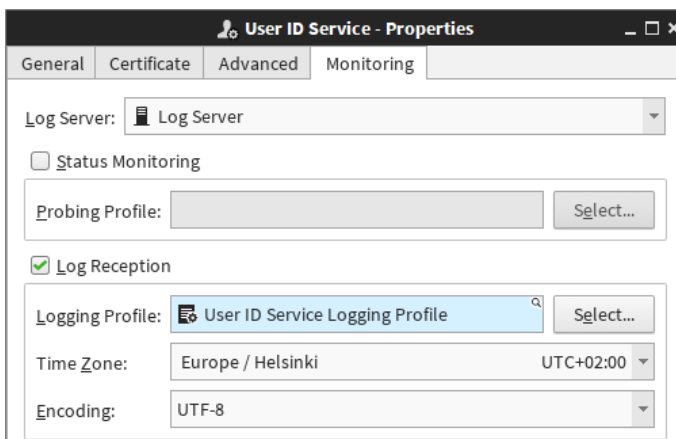 User ID Service - Properties
General Certificate Advanced Monitoring
Log Server: Log Server
Status Monitoring
Probing Profile: Select...
Log Reception
Logging Profile: User ID Service Logging Profile Select...
Time Zone: Europe / Helsinki UTC+02:00
Encoding: UTF-8